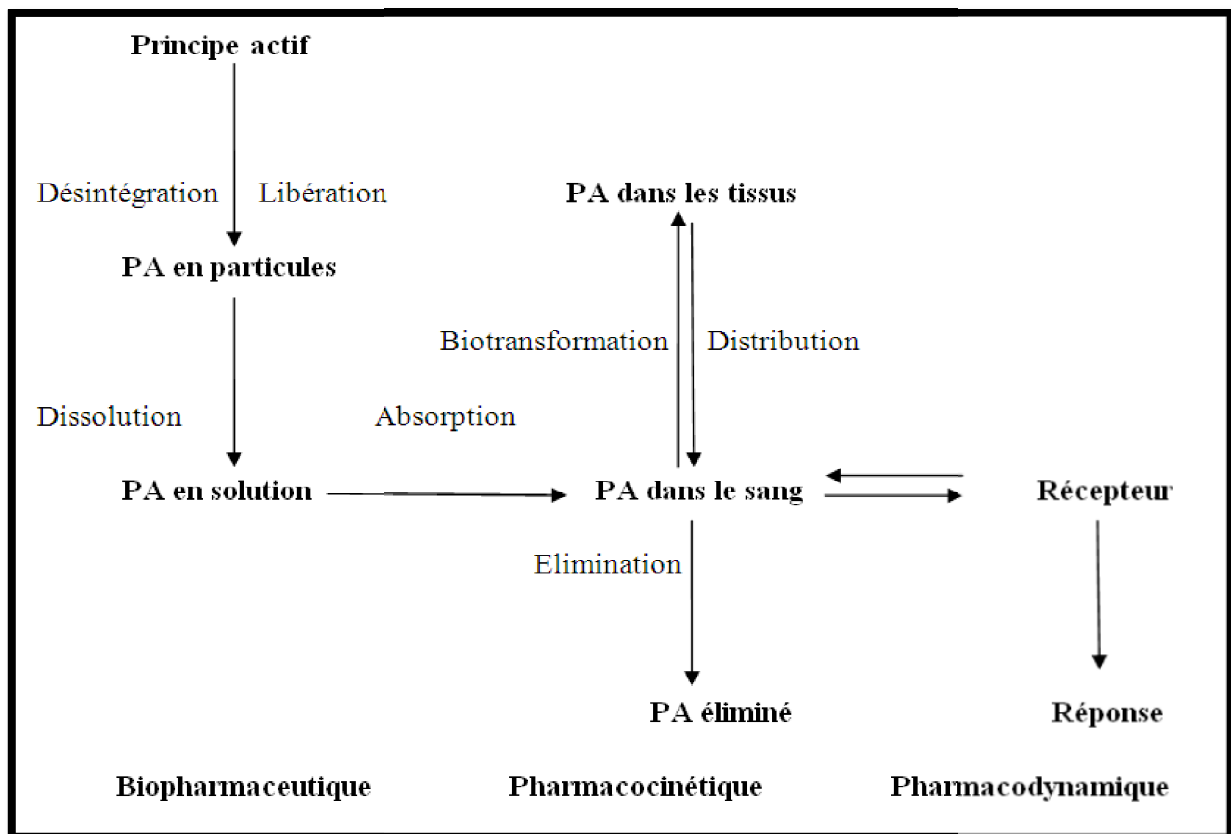 Principe actif
Désintégration Libération
PA dans les tissus
PA en particules
Biotransformation Distribution
Dissolution Absorption
PA en solution PA dans le sang Récepteur
Elimination
PA éliminé Réponse
Biopharmaceutique Pharmacocinétique Pharmacodynamique